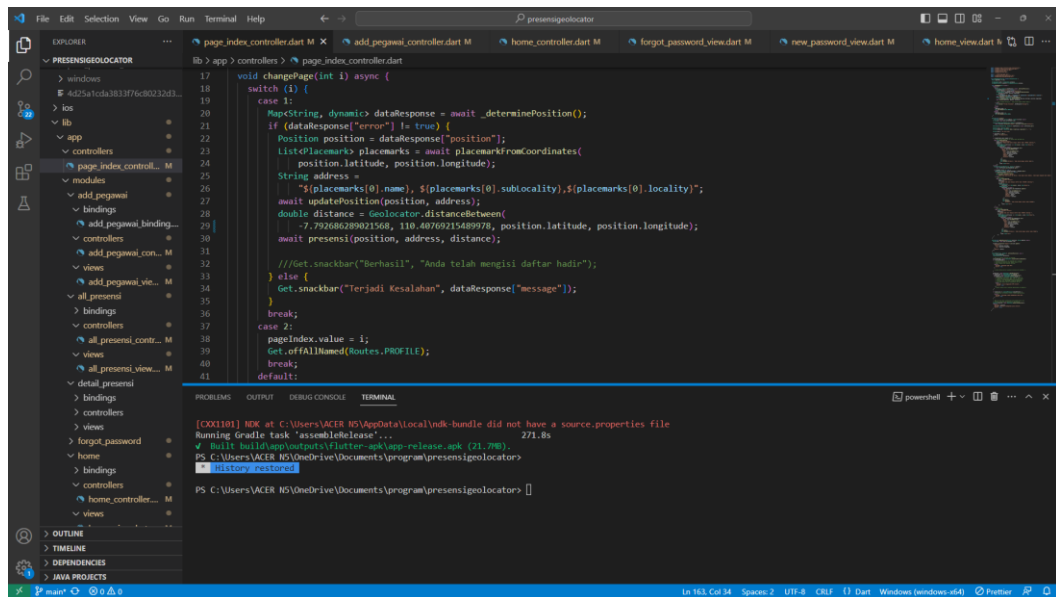 File Edit Selection View Go Run Terminal Help
presensigeolocator
EXPLORER
PRESENSIGEOLOCATOR
windows
4d25a1cda3833f76c80232d3...
ios
lib
app
controllers
page_index_controll... M
modules
add_pegawai
bindings
add_pegawai_binding....
controllers
add_pegawai_con... M
views
add_pegawai_vie... M
all_presensi
bindings
controllers
all_presensi_contr... M
views
all_presensi_view.... M
detail_presensi
bindings
controllers
views
forgot_password
home
bindings
controllers
home_controller.... M
views
OUTLINE
TIMELINE
DEPENDENCIES
JAVA PROJECTS
page_index_controller.dart M
add_pegawai_controller.dart M
home_controller.dart M
forgot_password_view.dart M
new_password_view.dart M
home_view.dart M
lib > app > controllers > page_index_controller.dart
17 void changePage(int i) async {
18 switch (i) {
19 case 1:
20 Map<String, dynamic> dataResponse = await _determinePosition();
21 if (dataResponse["error"] != true) {
22 Position position = dataResponse["position"];
23 List<Placemark> placemarks = await placemarkFromCoordinates(
24 position.latitude, position.longitude);
25 String address =
26 "${placemarks[0].name}, ${placemarks[0].subLocality},${placemarks[0].locality}";
27 await updatePosition(position, address);
28 double distance = Geolocator.distanceBetween(
29 -7.792686289021568, 110.40769215489978, position.latitude, position.longitude);
30 await presensi(position, address, distance);
31
32 ///Get.snackbar("Berhasil", "Anda telah mengisi daftar hadir");
33 } else {
34 Get.snackbar("Terjadi Kesalahan", dataResponse["message"]);
35 }
36 break;
37 case 2:
38 pageIndex.value = i;
39 Get.offAllNamed(Routes.PROFILE);
40 break;
41 default:
PROBLEMS OUTPUT DEBUG CONSOLE TERMINAL
powershell
[CXX1101] NDK at C:\Users\ACER N5\AppData\Local\ndk-bundle did not have a source.properties file
Running Gradle task 'assembleRelease'... 271.8s
√ Built build\app\outputs\flutter-apk\app-release.apk (21.7MB).
PS C:\Users\ACER N5\OneDrive\Documents\program\presensigeolocator>
* History restored
PS C:\Users\ACER N5\OneDrive\Documents\program\presensigeolocator>
main* 0 0 Ln 163, Col 34 Spaces: 2 UTF-8 CRLF {} Dart Windows (windows-x64) Prettier